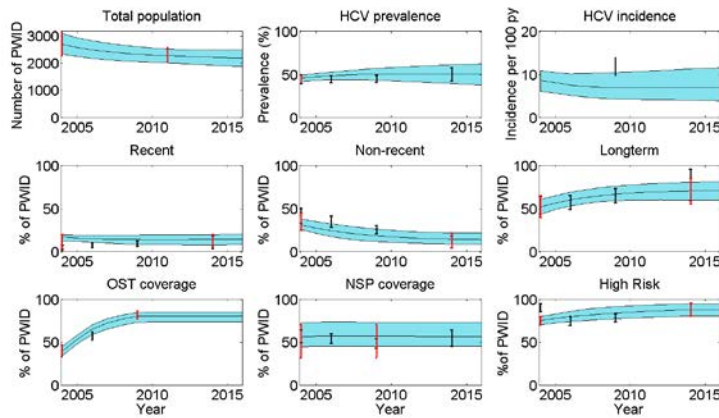 Total population
HCV prevalence
HCV incidence
Number of PWID
3000
2000
1000
0
2005
2010
2015
Prevalence (%)
100
50
0
2005
2010
2015
Incidence per 100 py
20
10
0
2005
2010
2015
Recent
Non-recent
Longterm
% of PWID
100
50
0
2005
2010
2015
% of PWID
100
50
0
2005
2010
2015
% of PWID
100
50
0
2005
2010
2015
OST coverage
NSP coverage
High Risk
% of PWID
100
50
0
2005
2010
2015
Year
% of PWID
100
50
0
2005
2010
2015
Year
%of PWID
100
50
0
2005
2010
2015
Year